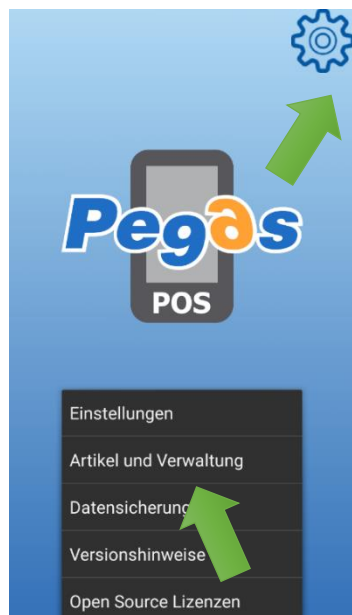 Pegas
POS
Einstellungen
Artikel und Verwaltung
Datensicherung
Versionshinweise
Open Source Lizenzen